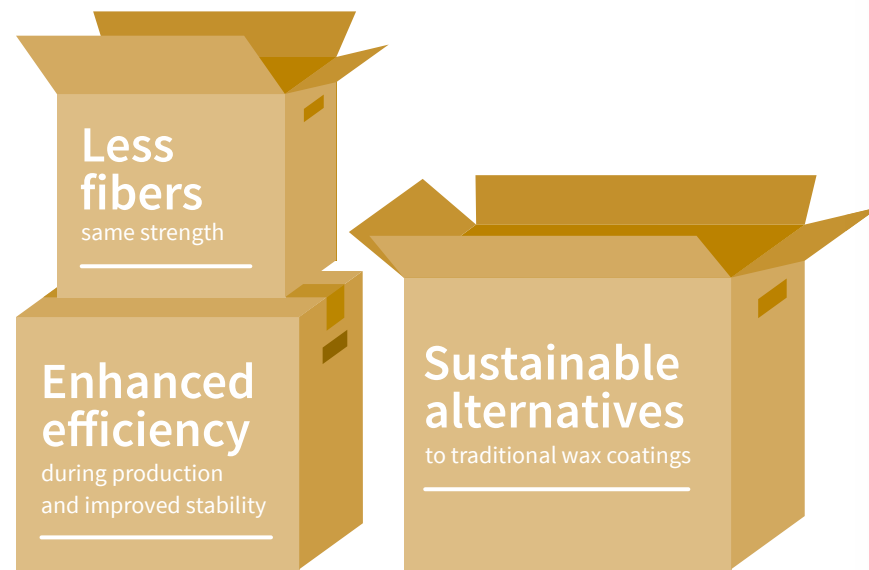 Less
fibers
same strength
Enhanced
efficiency
during production
and improved stability
Sustainable
alternatives
to traditional wax coatings